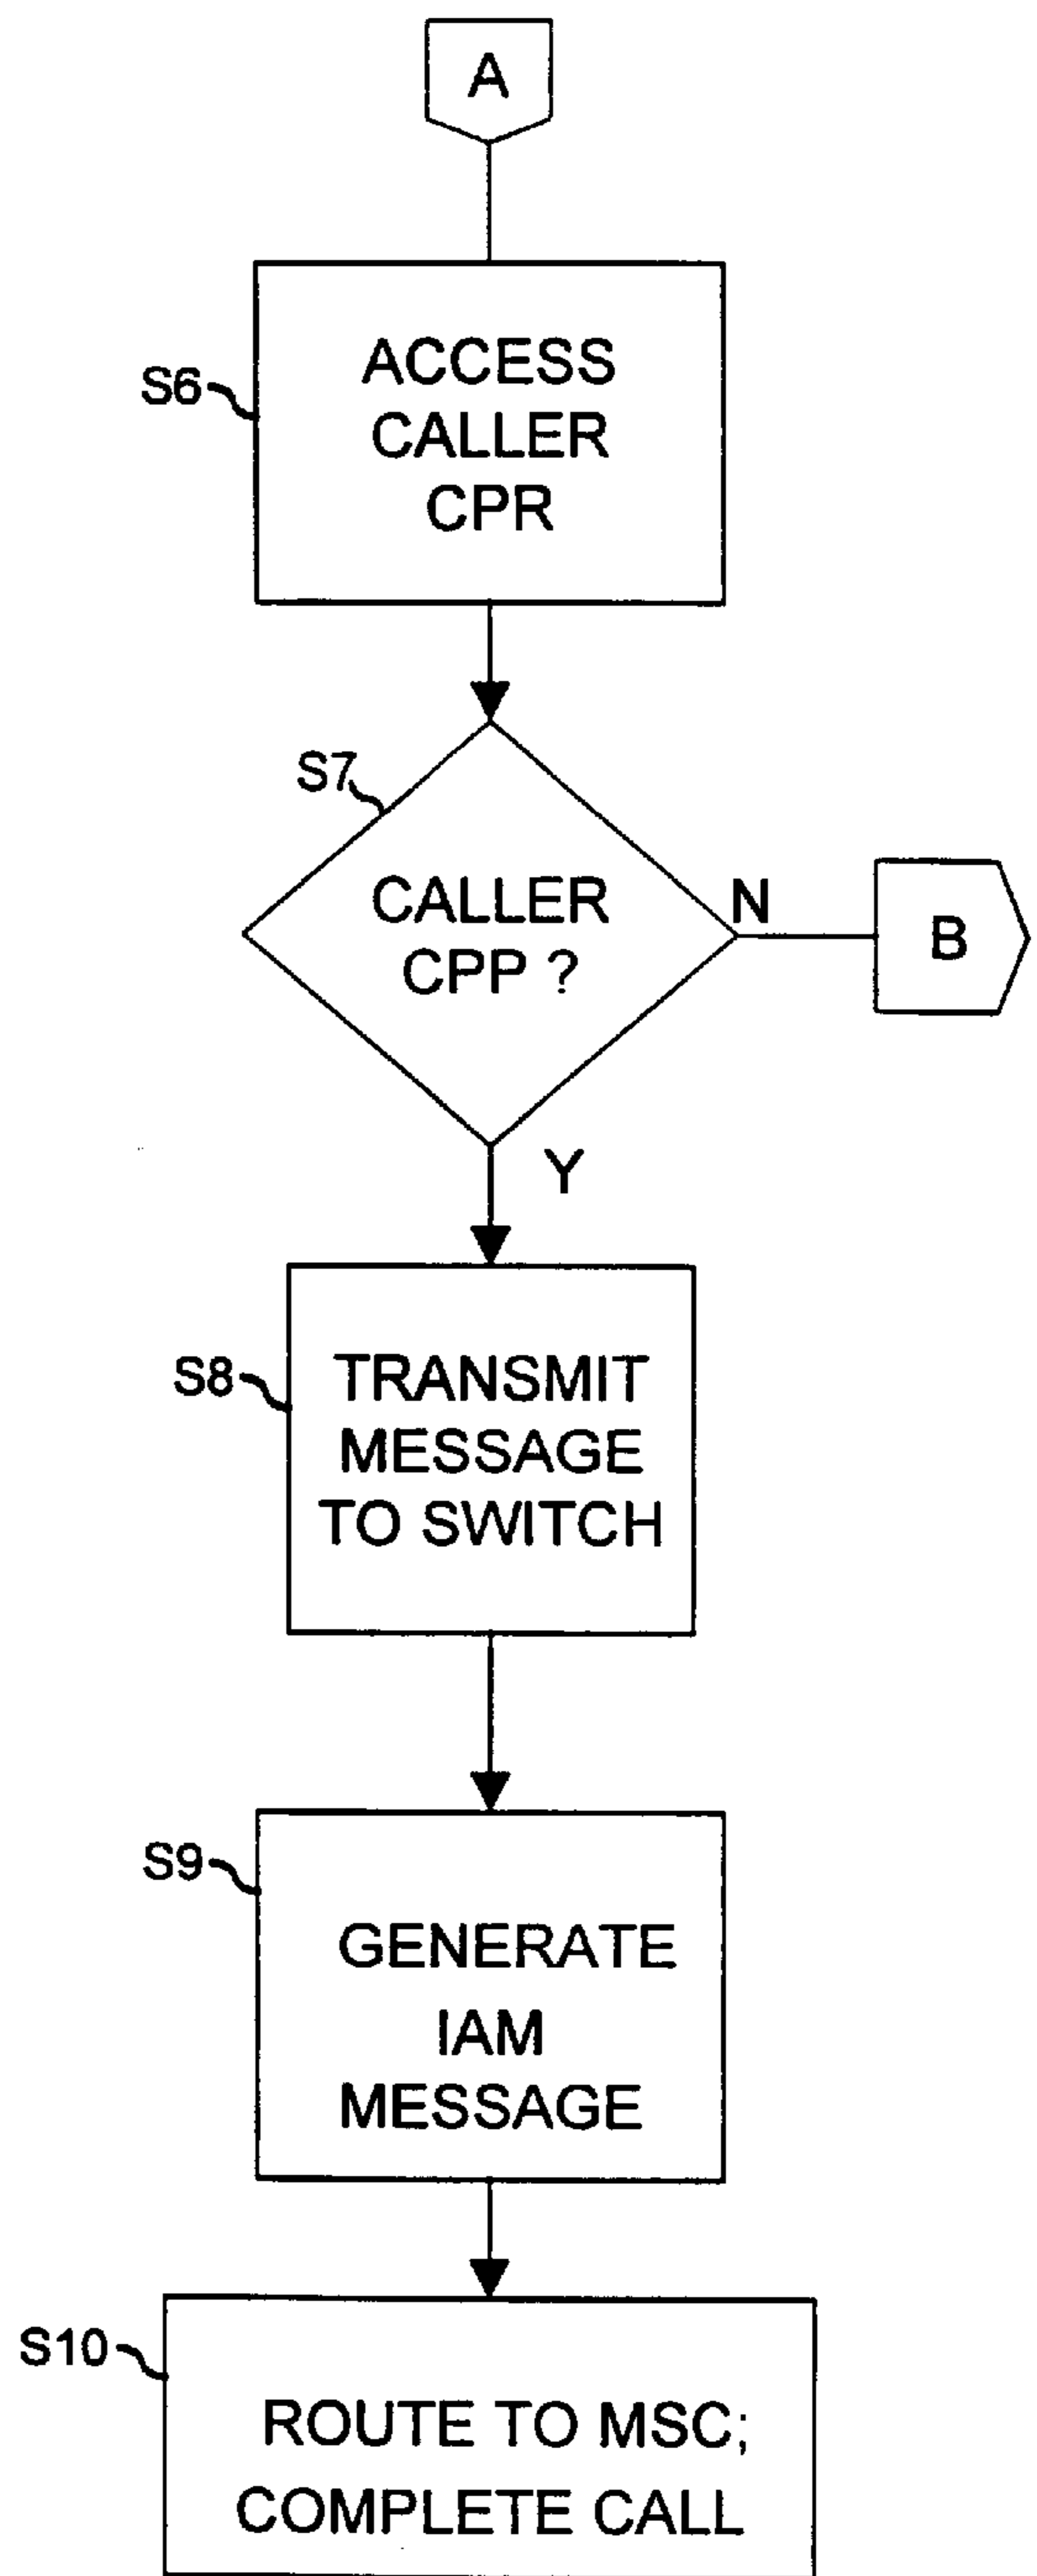 A
S6
ACCESS
CALLER
CPR
S7
CALLER
CPP ?
N
B
Y
S8
TRANSMIT
MESSAGE
TO SWITCH
S9
GENERATE
IAM
MESSAGE
S10
ROUTE TO MSC;
COMPLETE CALL